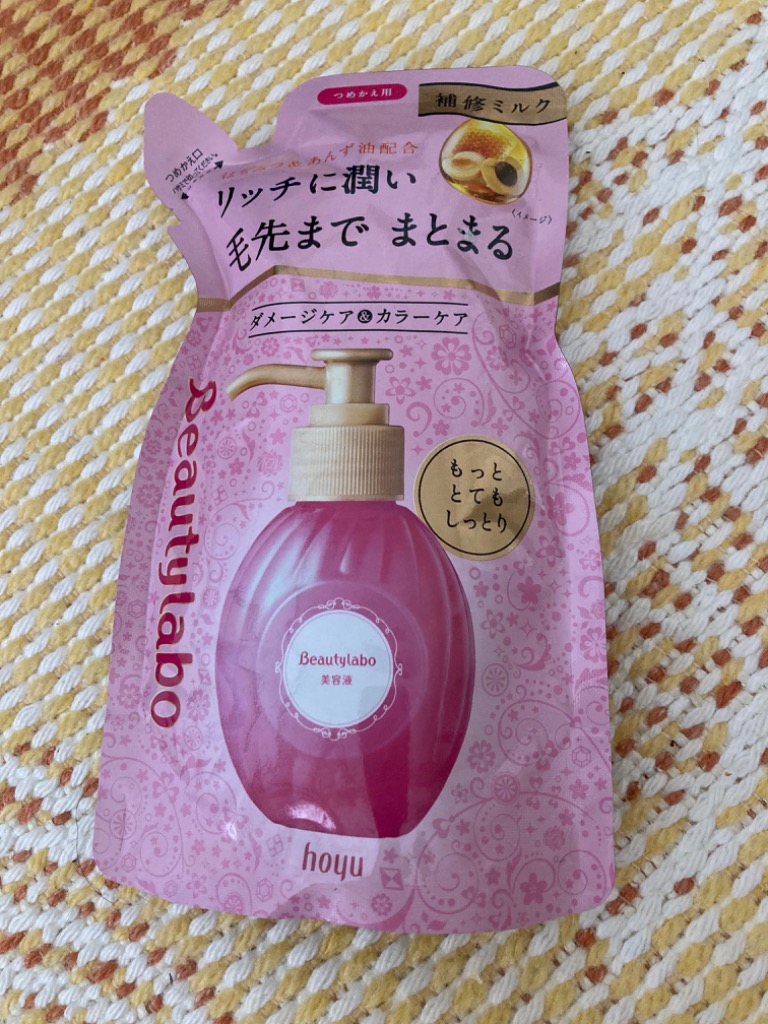 つめかえ用
補修ミルク
つめかえ口
あんず油配合
リッチに潤い
毛先まで まとまる
〈イメージ〉
ダメージケア&カラーケア
Beautylabo
もっと
とても
しっとり
Beautylabo
美容液
hoyu